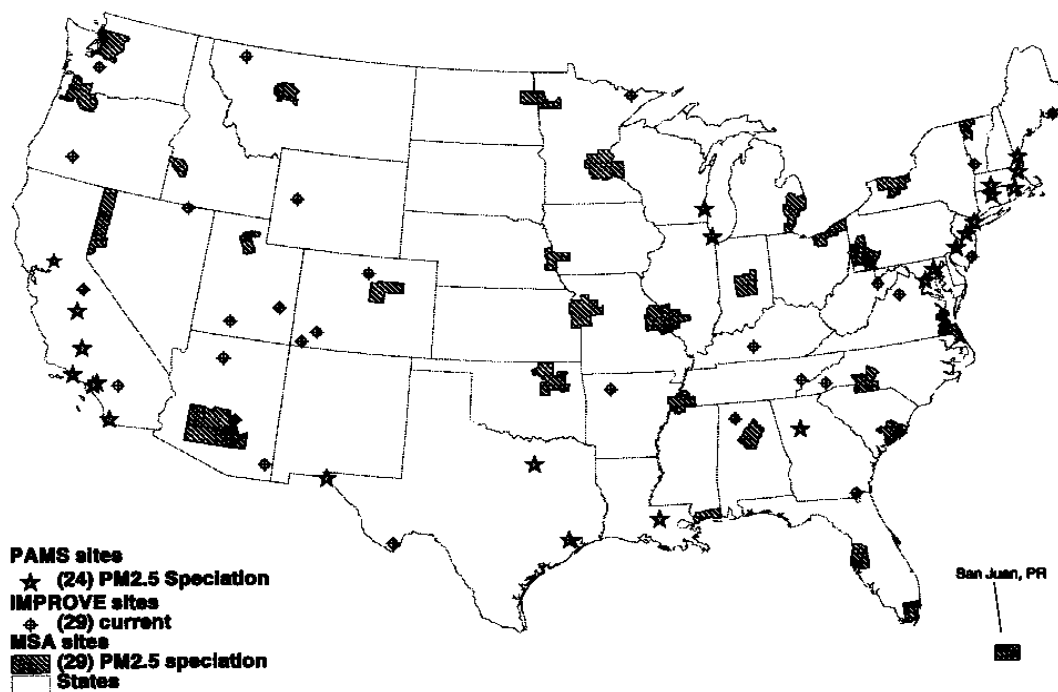 San Juan, PR
PAMS sites
(24) PM2.5 Speciation
IMPROVE sites
(29) current
MSA sites
(29) PM2.5 speciation
States